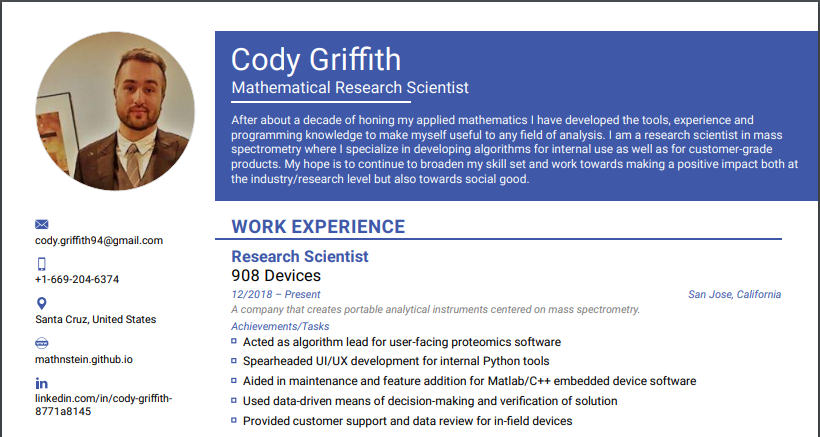 Cody Griffith
Mathematical Research Scientist
After about a decade of honing my applied mathematics I have developed the tools, experience and
programming knowledge to make myself useful to any field of analysis. I am a research scientist in mass
spectrometry where I specialize in developing algorithms for internal use as well as for customer-grade
products. My hope is to continue to broaden my skill set and work towards making a positive impact both at
the industry/research level but also towards social good.
cody.griffith94@gmail.com
+1-669-204-6374
Santa Cruz, United States
mathnstein.github.io
linkedin.com/in/cody-griffith-
8771a8145
WORK EXPERIENCE
Research Scientist
908 Devices
12/2018 – Present San Jose, California
A company that creates portable analytical instruments centered on mass spectrometry.
Achievements/Tasks
Acted as algorithm lead for user-facing proteomics software
Spearheaded UI/UX development for internal Python tools
Aided in maintenance and feature addition for Matlab/C++ embedded device software
Used data-driven means of decision-making and verification of solution
Provided customer support and data review for in-field devices